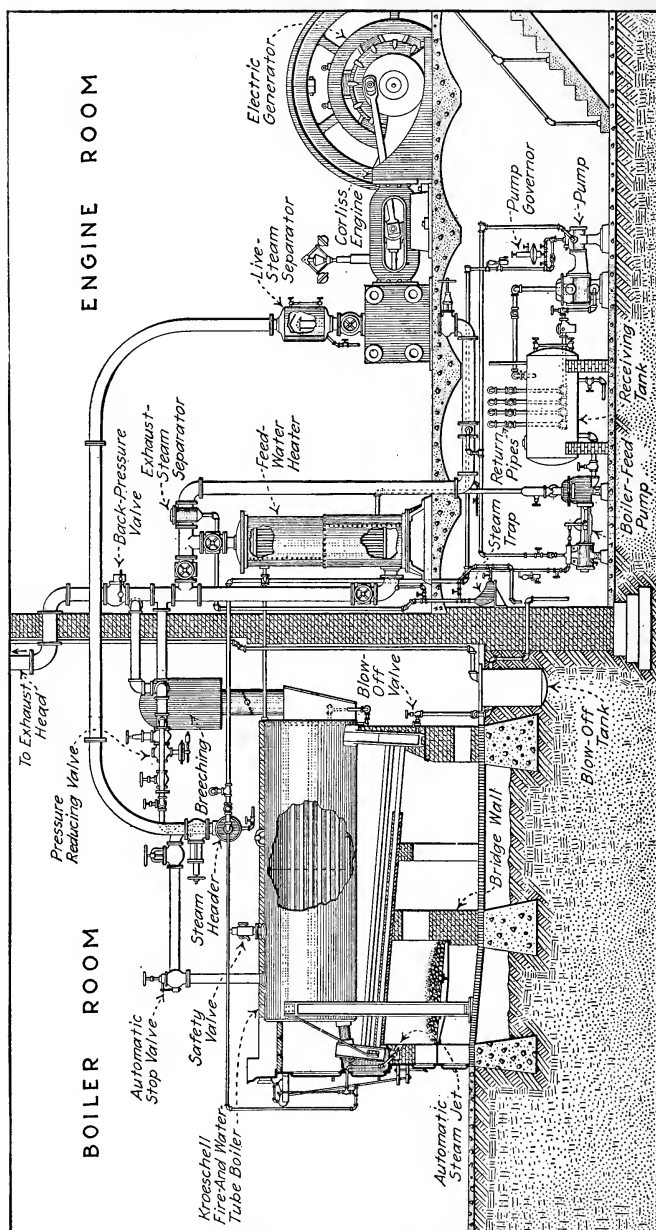 BOILER ROOM
ENGINE ROOM
To Exhaust
Head
Pressure
Reducing Valve
Automatic
Stop Valve
Breeching
Steam
Header
Safety
Valve
Kroeschell
Fire-And Water
Tube Boiler
Automatic
Steam Jet
Bridge Wall
Blow-
Off
Valve
Blow-Off
Tank
Back-Pressure
Valve
Exhaust-
Steam
Separator
Feed-
Water
Heater
Live-
Steam
Separator
Corliss
Engine
Electric
Generator
Steam
Trap
Return
Pipes
Pump
Governor
Pump
Receiving
Tank
Boiler-Feed
Pump